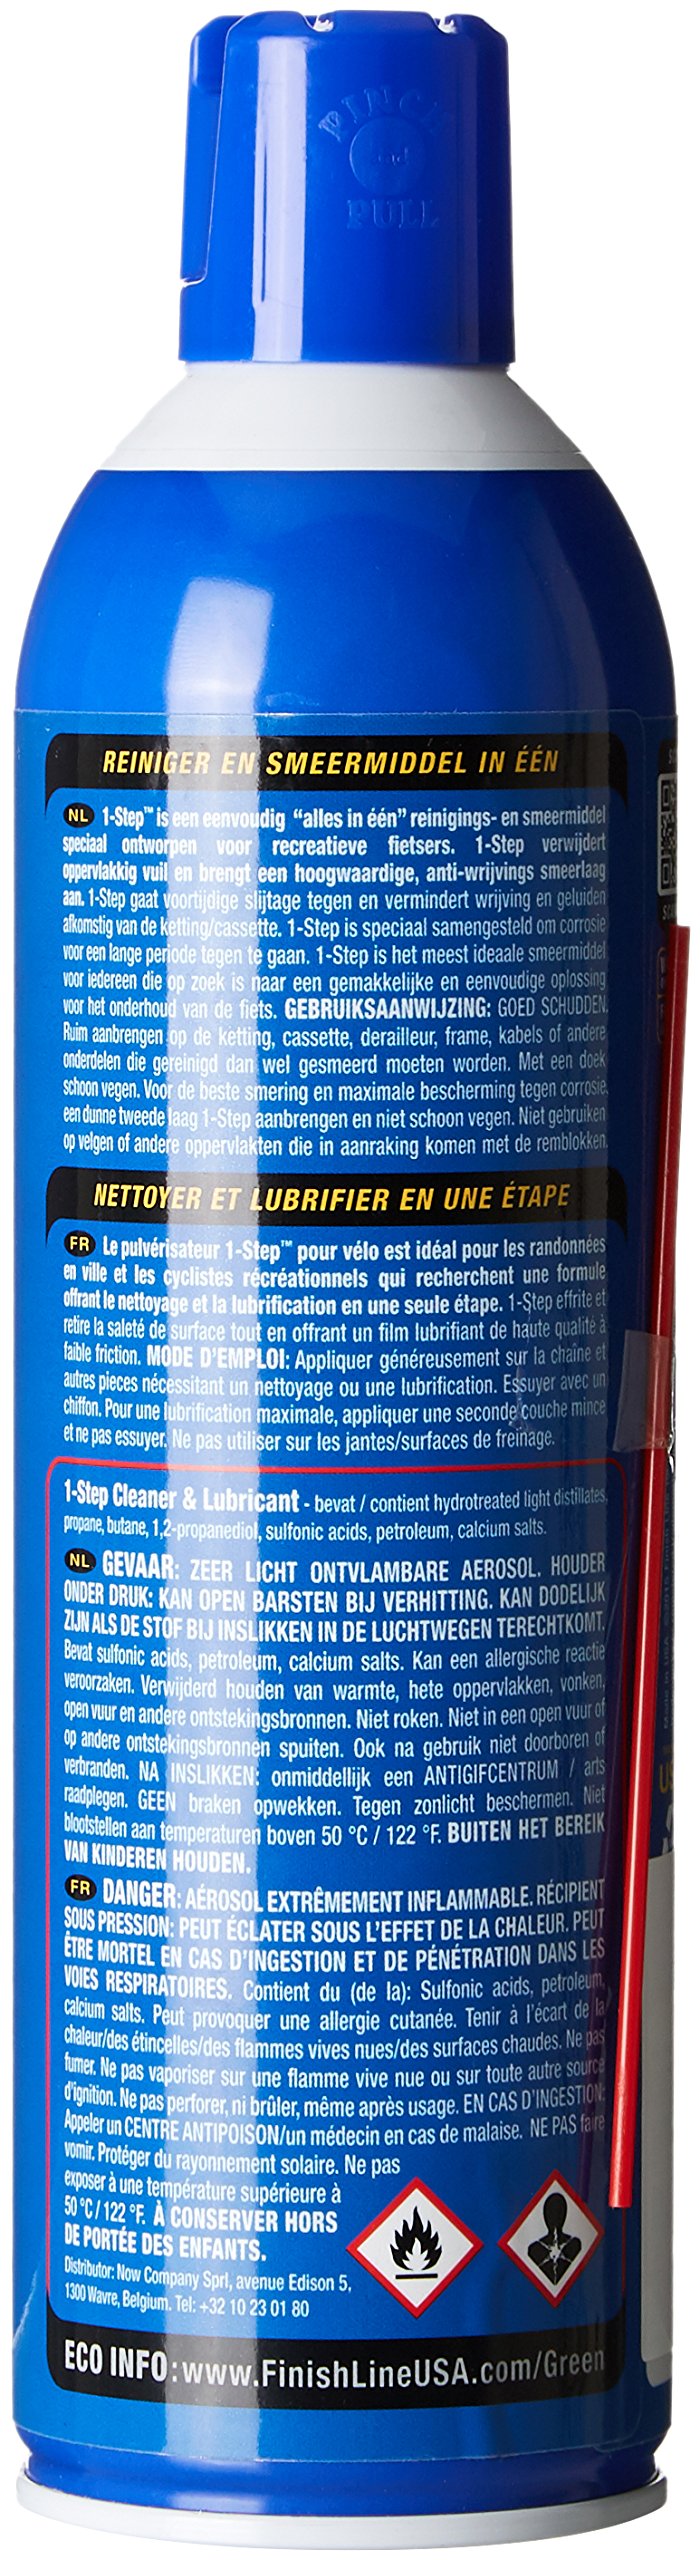 PINCH
and
PULL
REINIGER EN SMEERMIDDEL IN ÉÉN
NL 1-Step™ is een eenvoudig “alles in één” reinigings- en smeermiddel
speciaal ontworpen voor recreatieve fietsers. 1-Step verwijdert
oppervlakkig vuil en brengt een hoogwaardige, anti-wrijvings smeerlaag
aan. 1-Step gaat voortijdige slijtage tegen en vermindert wrijving en geluiden
afkomstig van de ketting/cassette. 1-Step is speciaal samengesteld om corrosie
voor een lange periode tegen te gaan. 1-Step is het meest ideaale smeermiddel
voor iedereen die op zoek is naar een gemakkelijke en eenvoudige oplossing
voor het onderhoud van de fiets. GEBRUIKSAANWIJZING: GOED SCHUDDEN.
Ruim aanbrengen op de ketting, cassette, derailleur, frame, kabels of andere
onderdelen die gereinigd dan wel gesmeerd moeten worden. Met een doek
schoon vegen. Voor de beste smering en maximale bescherming tegen corrosie,
een dunne tweede laag 1-Step aanbrengen en niet schoon vegen. Niet gebruiken
op velgen of andere oppervlakten die in aanraking komen met de remblokken.
NETTOYER ET LUBRIFIER EN UNE ÉTAPE
FR Le pulvérisateur 1-Step™ pour vélo est idéal pour les randonnées
en ville et les cyclistes récréationnels qui recherchent une formule
offrant le nettoyage et la lubrification en une seule étape. 1-Step effrite et
retire la saleté de surface tout en offrant un film lubrifiant de haute qualité à
faible friction. MODE D'EMPLOI: Appliquer généreusement sur la chaîne et
autres pieces nécessitant un nettoyage ou une lubrification. Essuyer avec un
chiffon. Pour une lubrification maximale, appliquer une seconde couche mince
et ne pas essuyer. Ne pas utiliser sur les jantes/surfaces de freinage.
1-Step Cleaner & Lubricant - bevat / contient hydrotreated light distillates,
propane, butane, 1,2-propanediol, sulfonic acids, petroleum, calcium salts.
NL GEVAAR: ZEER LICHT ONTVLAMBARE AEROSOL. HOUDER
ONDER DRUK: KAN OPEN BARSTEN BIJ VERHITTING. KAN DODELIJK
ZIJN ALS DE STOF BIJ INSLIKKEN IN DE LUCHTWEGEN TERECHTKOMT.
Bevat sulfonic acids, petroleum, calcium salts. Kan een allergische reactie
veroorzaken. Verwijderd houden van warmte, hete oppervlakken, vonken,
open vuur en andere ontstekingsbronnen. Niet roken. Niet in een open vuur of
op andere ontstekingsbronnen spuiten. Ook na gebruik niet doorboren of
verbranden. NA INSLIKKEN: onmiddellijk een ANTIGIFCENTRUM / arts
raadplegen. GEEN braken opwekken. Tegen zonlicht beschermen. Niet
blootstellen aan temperaturen boven 50 °C / 122 °F. BUITEN HET BEREIK
VAN KINDEREN HOUDEN.
FR DANGER: AÉROSOL EXTRÊMEMENT INFLAMMABLE. RÉCIPIENT
SOUS PRESSION: PEUT ÉCLATER SOUS L'EFFET DE LA CHALEUR. PEUT
ÊTRE MORTEL EN CAS D'INGESTION ET DE PÉNÉTRATION DANS LES
VOIES RESPIRATOIRES. Contient du (de la): Sulfonic acids, petroleum,
calcium salts. Peut provoquer une allergie cutanée. Tenir à l'écart de la
chaleur/des étincelles/des flammes vives nues/des surfaces chaudes. Ne pas
fumer. Ne pas vaporiser sur une flamme vive nue ou sur toute autre source
d'ignition. Ne pas perforer, ni brûler, même après usage. EN CAS D'INGESTION:
Appeler un CENTRE ANTIPOISON/un médecin en cas de malaise. NE PAS faire
vomir. Protéger du rayonnement solaire. Ne pas
exposer à une température supérieure à
50 °C / 122 °F. À CONSERVER HORS
DE PORTÉE DES ENFANTS.
Distributor: Now Company Sprl, avenue Edison 5,
1300 Wavre, Belgium. Tel: +32 10 23 01 80
ECO INFO: www.FinishLineUSA.com/Green